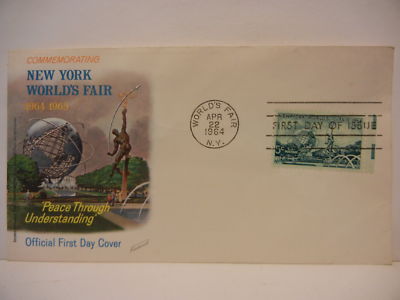 COMMEMORATING
NEW YORK
WORLD'S FAIR
1964-1965
"Peace Through
Understanding"
Official First Day Cover
WORLD'S FAIR
APR
22
1964
N.Y.
FIRST DAY OF ISSUE